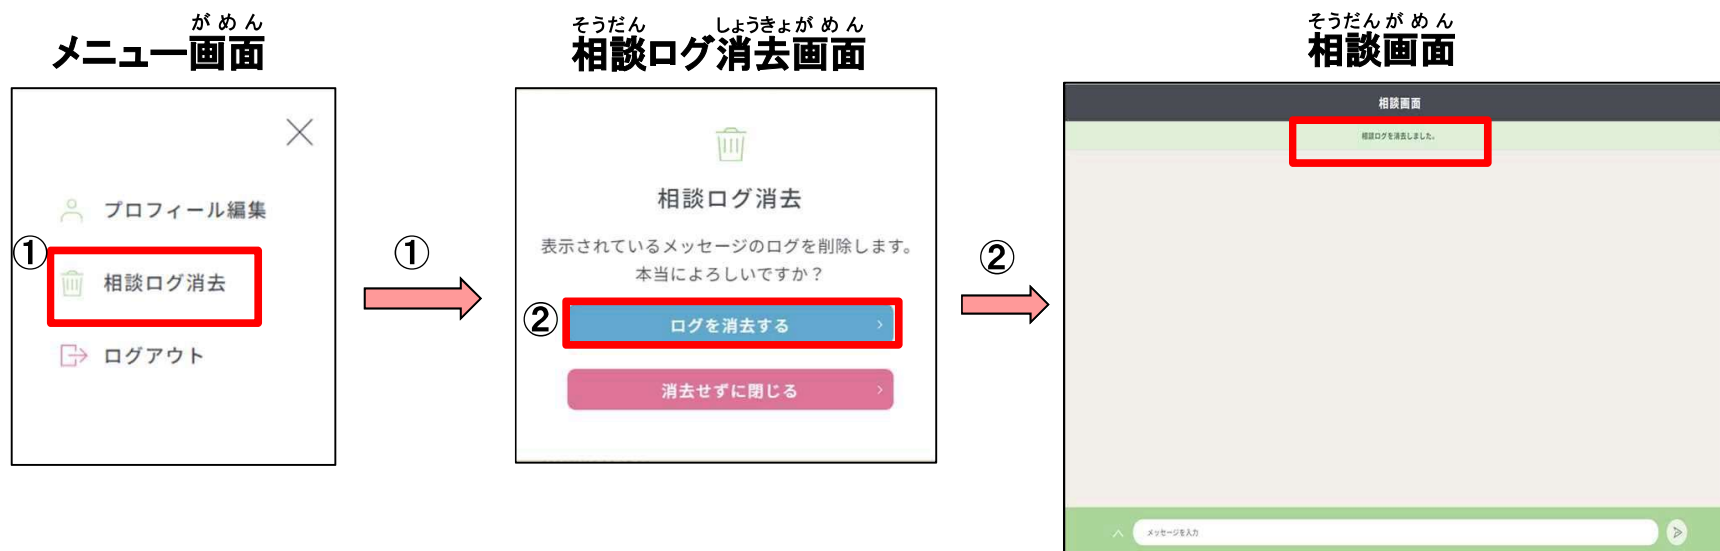 がめん
メニュー画面
①
プロフィール編集
相談ログ消去
ログアウト
①
そうだん しょうきょがめん
相談ログ消去画面
相談ログ消去
表示されているメッセージのログを削除します。
本当によろしいですか？
②
ログを消去する
消去せずに閉じる
②
そうだんがめん
相談画面
相談画面
相談ログを消去しました。
メッセージを入力